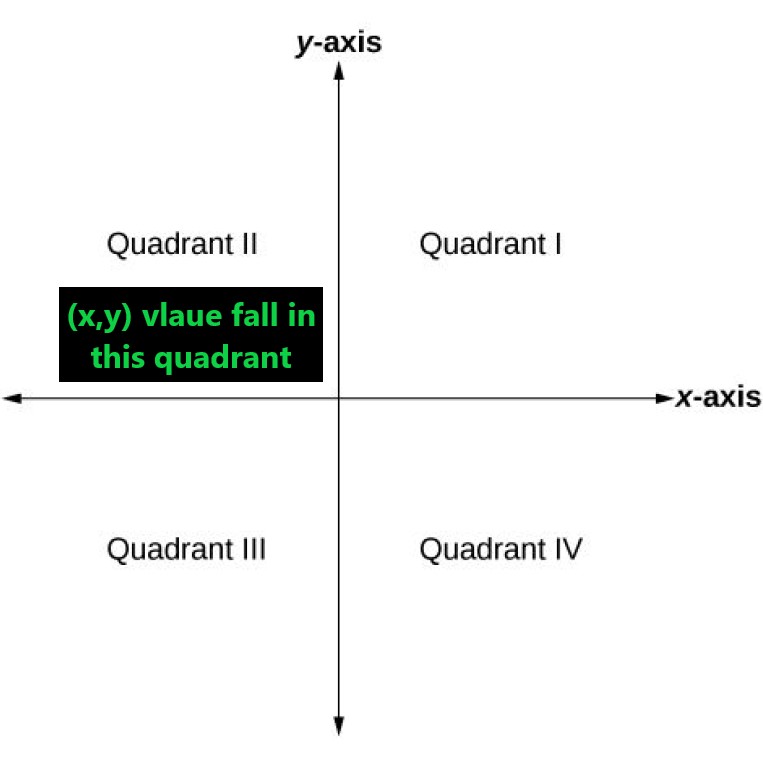 y-axis
Quadrant II
Quadrant I
(x,y) vlaue fall in
this quadrant
x-axis
Quadrant III
Quadrant IV